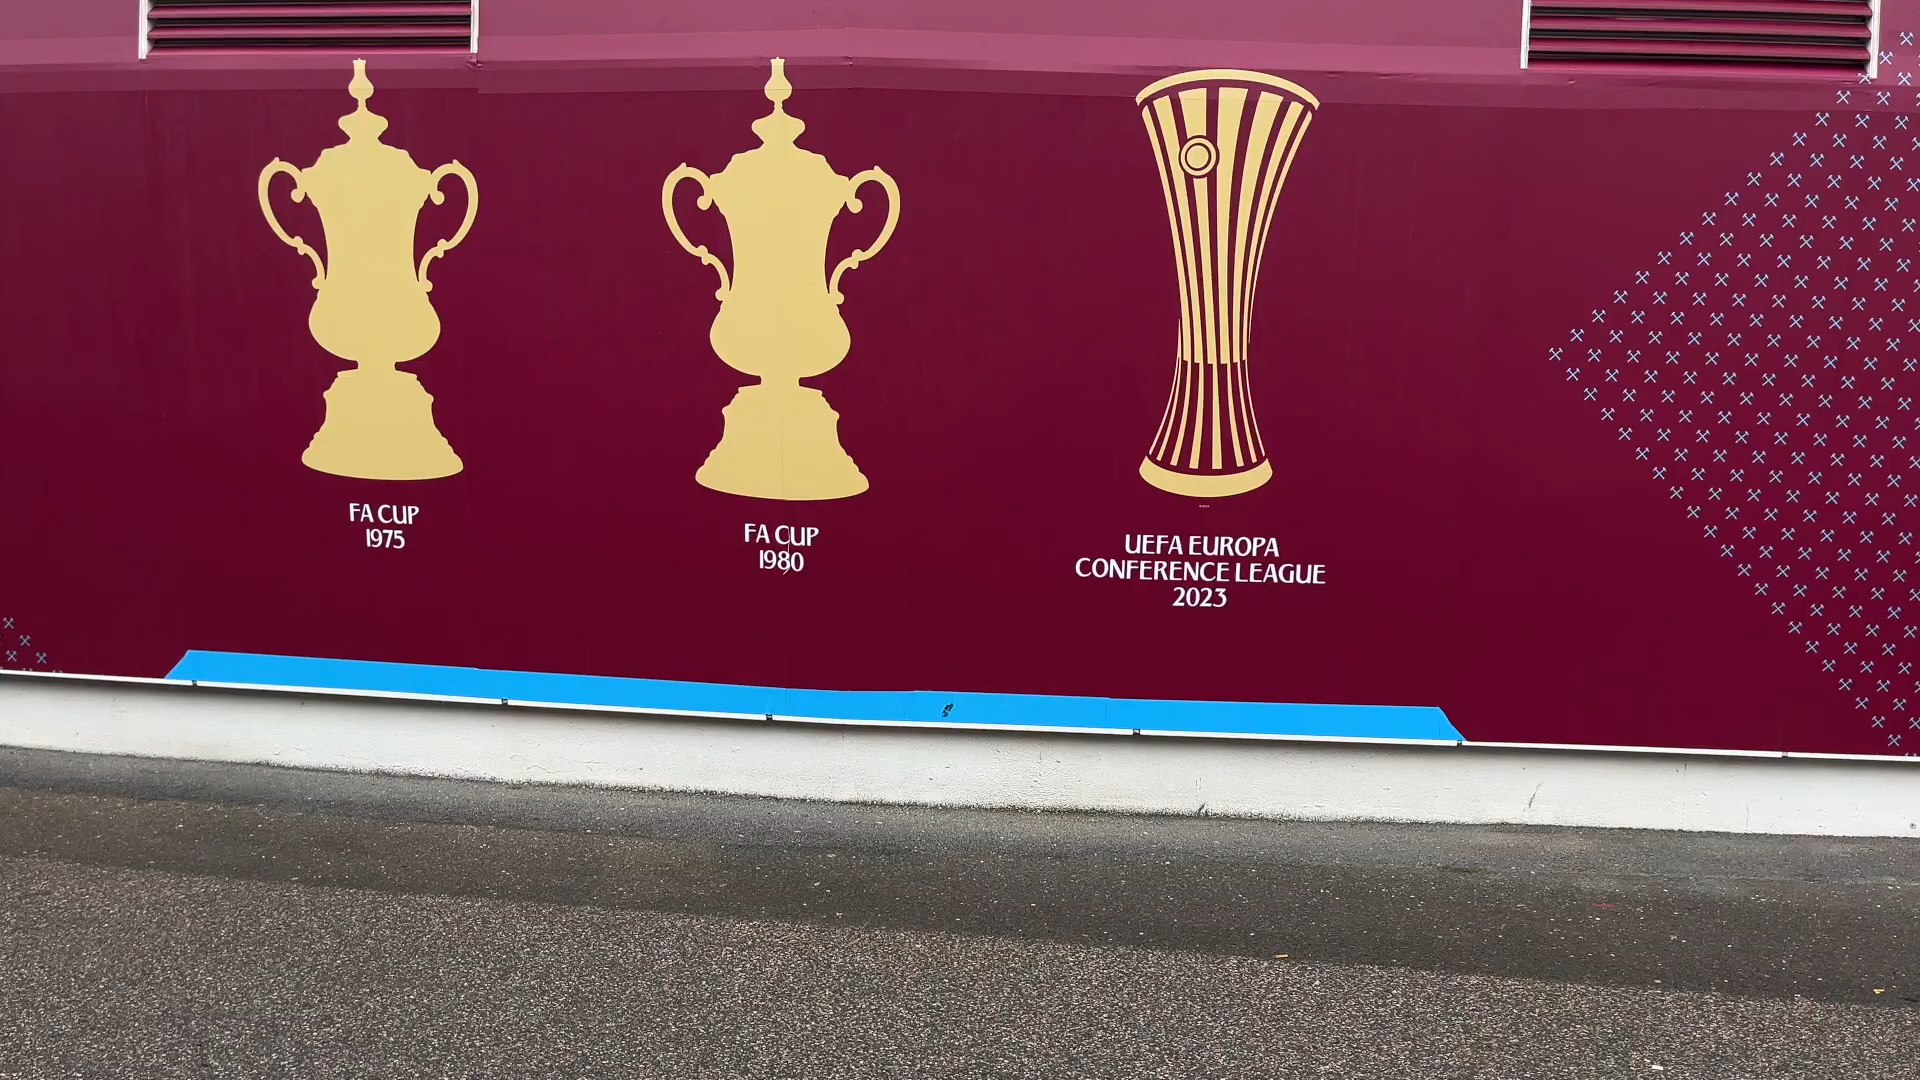 FA CUP
1975
FA CUP
1980
UEFA EUROPA
CONFERENCE LEAGUE
2023